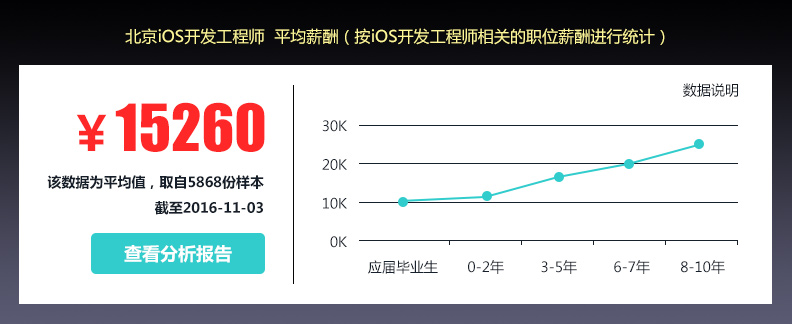 北京iOS开发工程师 平均薪酬（按iOS开发工程师相关的职位薪酬进行统计）
¥15260
该数据为平均值，取自5868份样本
截至2016-11-03
查看分析报告
数据说明
30K
20K
10K
0K
应届毕业生 0-2年 3-5年 6-7年 8-10年